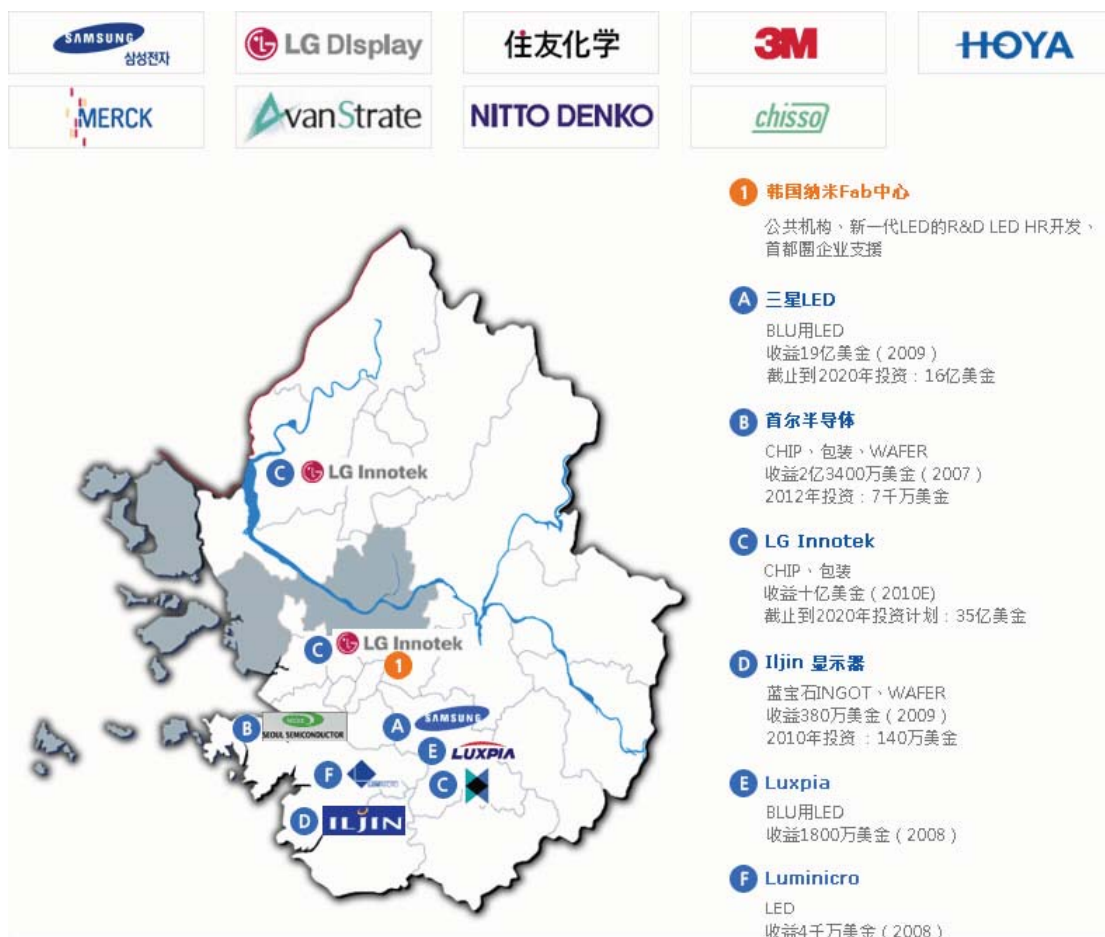 SAMSUNG
삼성전자
LG Display
住友化学
3M
HOYA
MERCK
AvanStrate
NITTO DENKO
chisso
1 韩国纳米Fab中心
公共机构、新一代LED的R&D LED HR开发、
首都圈企业支援
A 三星LED
BLU用LED
收益19亿美金 ( 2009 )
截止到2020年投资 : 16亿美金
B 首尔半导体
CHIP、包装、WAFER
收益2亿3400万美金 ( 2007 )
2012年投资 : 7千万美金
C LG Innotek
CHIP、包装
收益十亿美金 ( 2010E)
截止到2020年投资计划 : 35亿美金
D Iljin 显示器
蓝宝石INGOT、WAFER
收益380万美金 ( 2009 )
2010年投资 : 140万美金
E Luxpia
BLU用LED
收益1800万美金 ( 2008 )
F Luminicro
LED
收益4千万美金 ( 2008 )
C LG Innotek
C LG Innotek
1
B SEOUL SEMICONDUCTOR
A SAMSUNG
E LUXPIA
F
C
D ILJIN